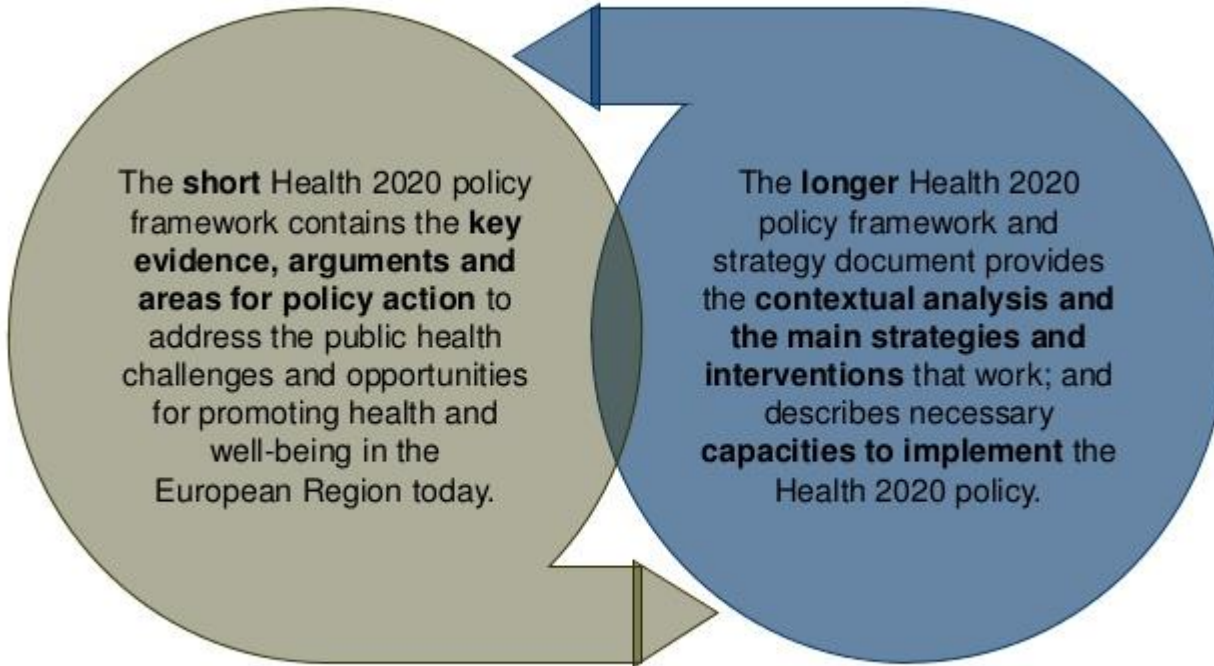 The short Health 2020 policy
framework contains the key
evidence, arguments and
areas for policy action to
address the public health
challenges and opportunities
for promoting health and
well-being in the
European Region today.
The longer Health 2020
policy framework and
strategy document provides
the contextual analysis and
the main strategies and
interventions that work; and
describes necessary
capacities to implement the
Health 2020 policy.